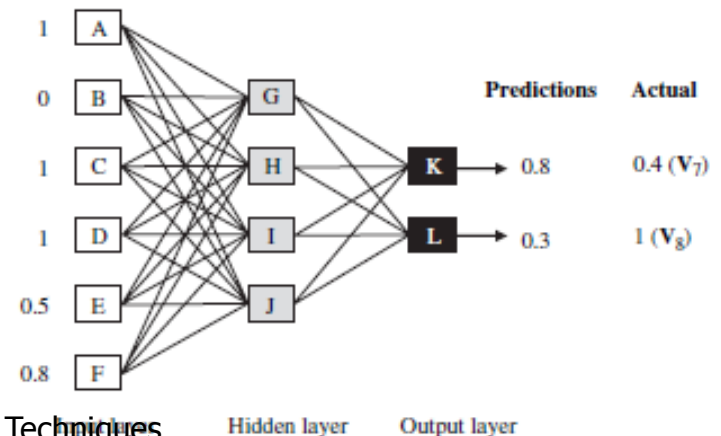 1 A
Predictions Actual
0 B G
1 C H K 0.8 0.4 (V7)
1 D I L 0.3 1 (V8)
0.5 E J
0.8 F
Techniques Hidden layer Output layer